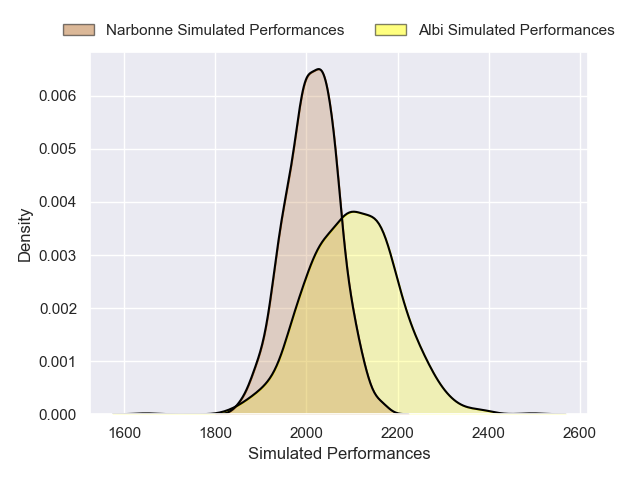 Narbonne Simulated Performances Albi Simulated Performances
0.006
0.005
0.004
0.003
0.002
0.001
0.000
Density
1600 1800 2000 2200 2400 2600
Simulated Performances